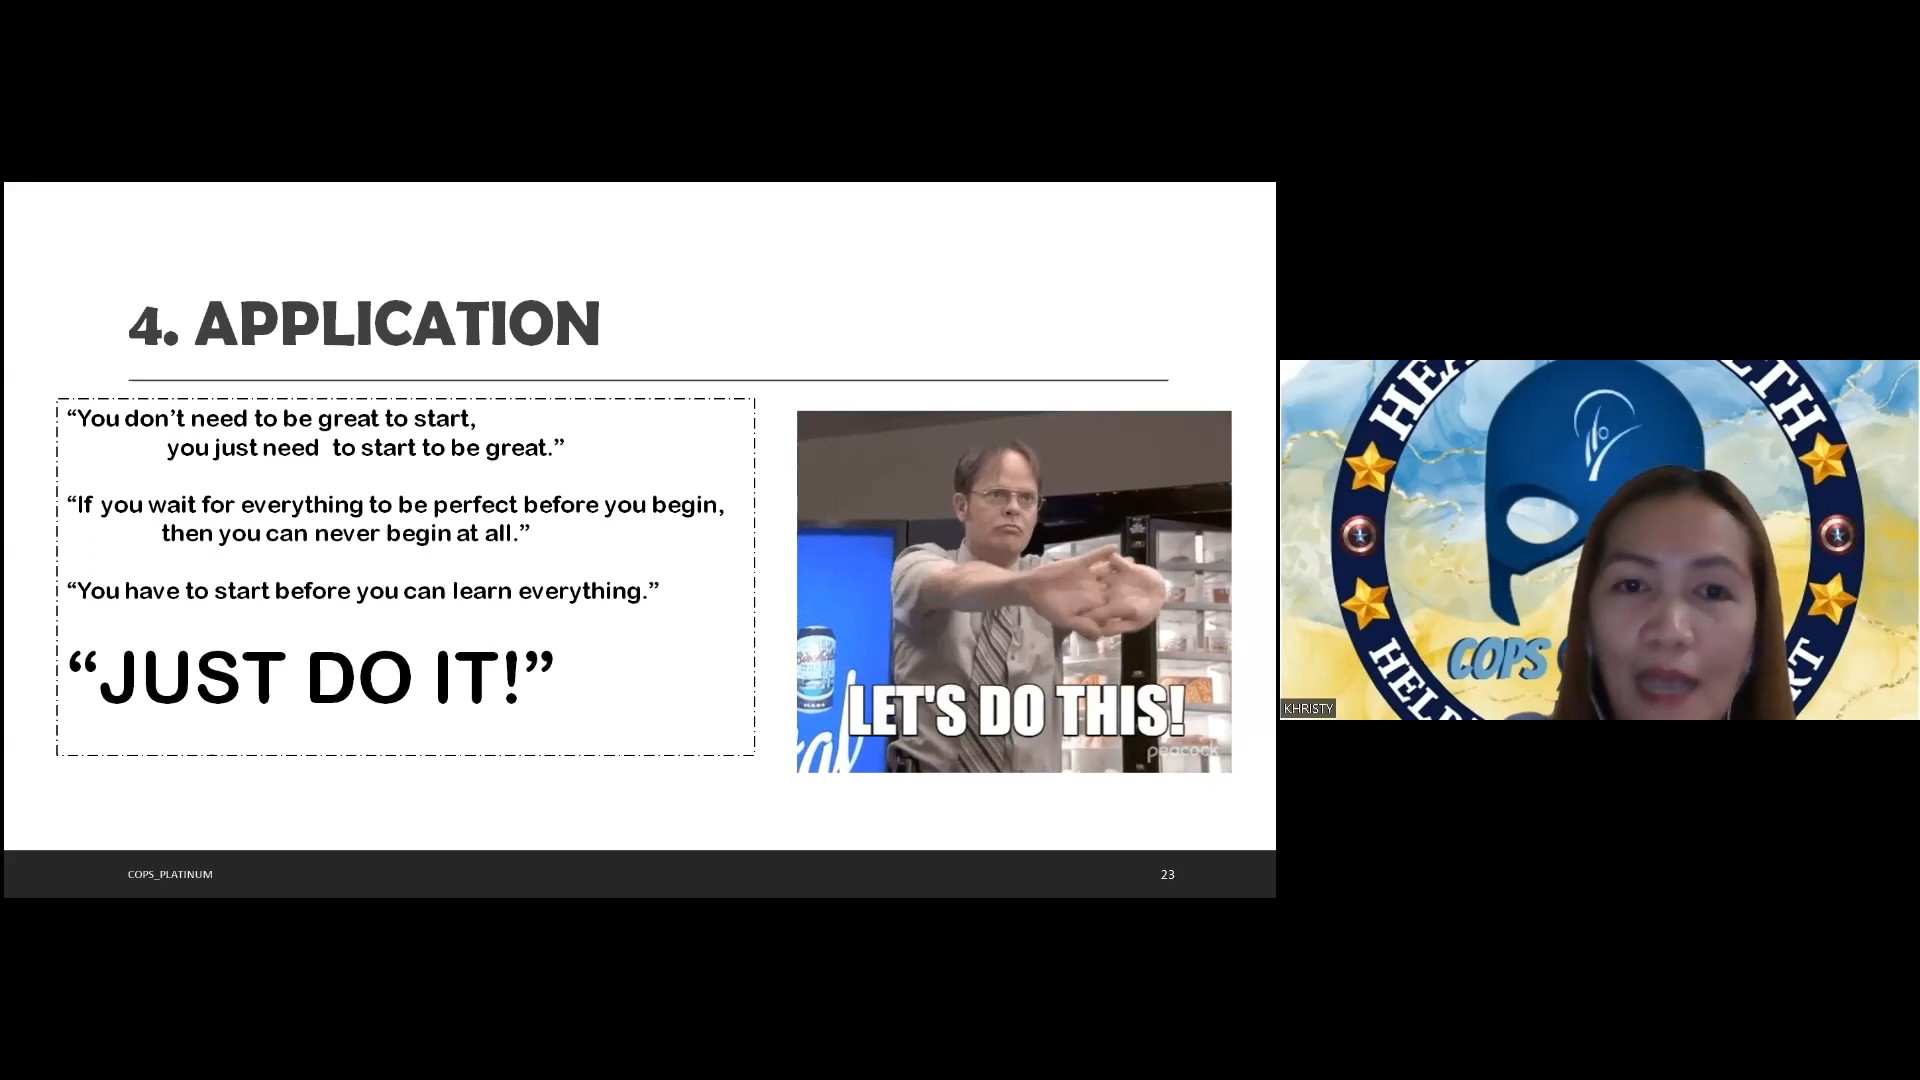 4. APPLICATION
“You don’t need to be great to start,
you just need to start to be great.”
“If you wait for everything to be perfect before you begin,
then you can never begin at all.”
“You have to start before you can learn everything.”
“JUST DO IT!”
LET'S DO THIS!
peacock
COPS_PLATINUM
23
COPS
KHRISTY